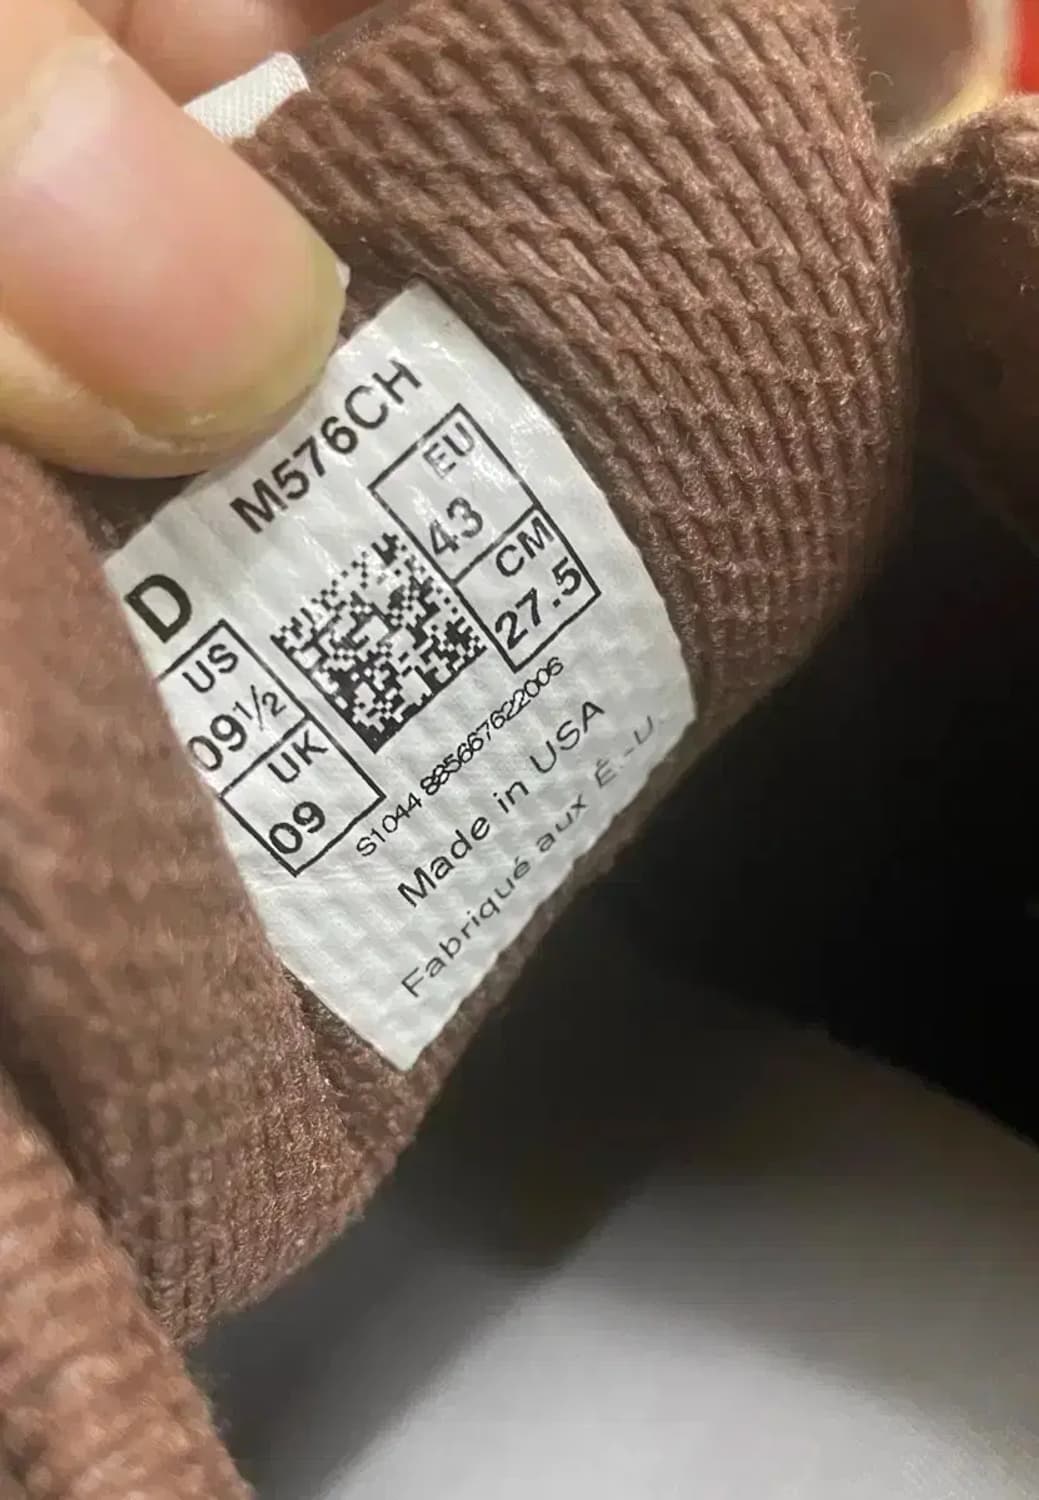 M576CH
D
US
09½
UK
09
EU
43
CM
27.5
S1044 885667622006
Made in USA
Fabriqué aux É.-U.